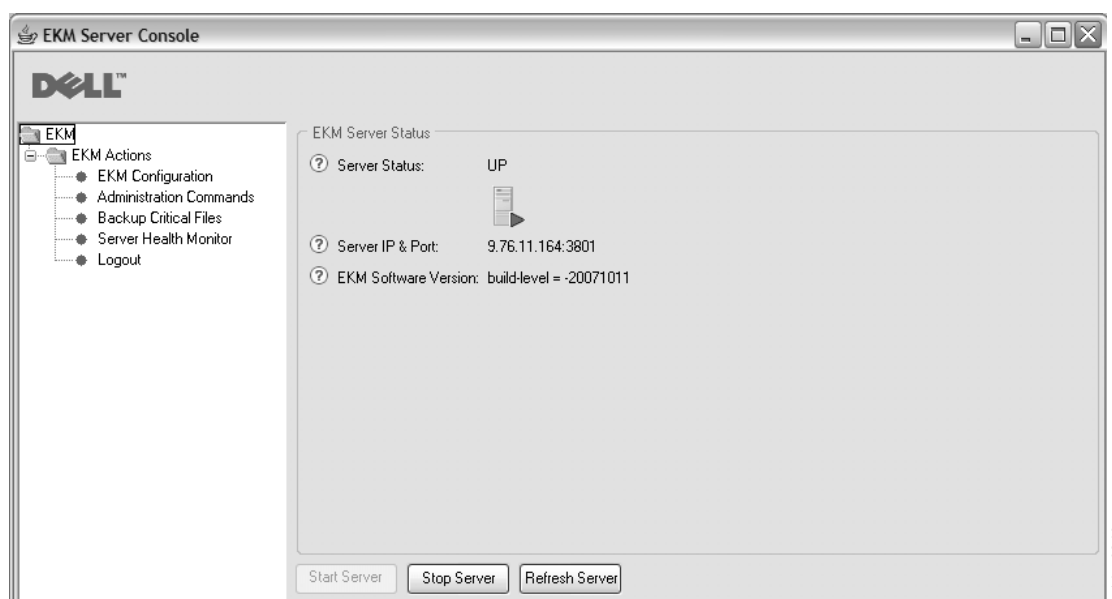 EKM Server Console
DELL™
EKM
EKM Actions
EKM Configuration
Administration Commands
Backup Critical Files
Server Health Monitor
Logout
EKM Server Status
? Server Status: UP
? Server IP & Port: 9.76.11.164:3801
? EKM Software Version: build-level = -20071011
Start Server Stop Server Refresh Server